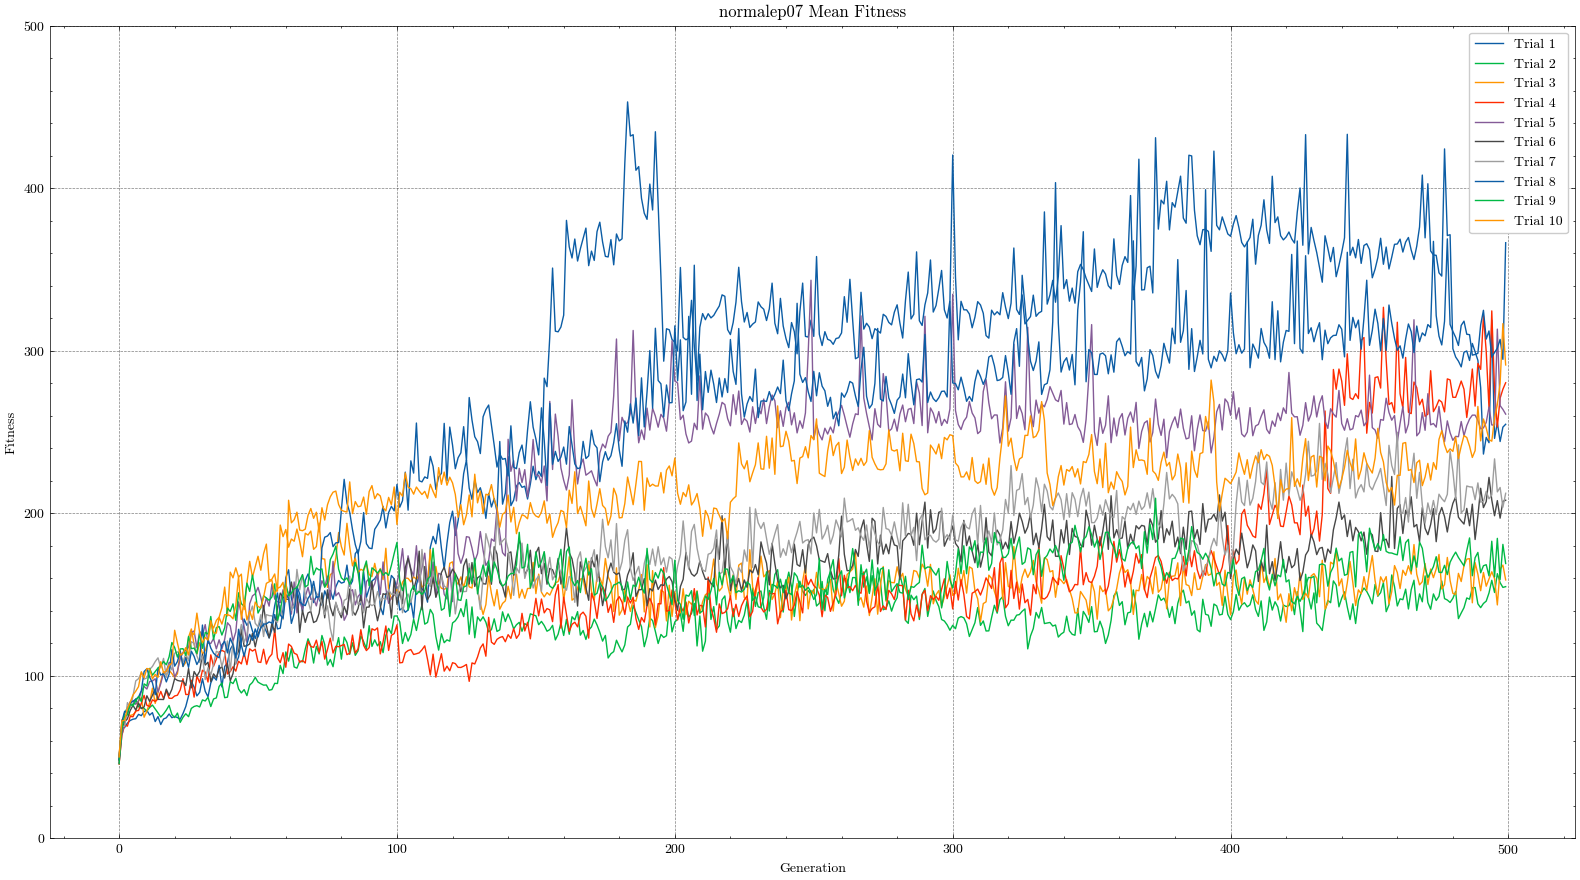 normalep07 Mean Fitness
500
400
300
200
100
0
Fitness
0
100
200
300
400
500
Generation
Trial 1
Trial 2
Trial 3
Trial 4
Trial 5
Trial 6
Trial 7
Trial 8
Trial 9
Trial 10